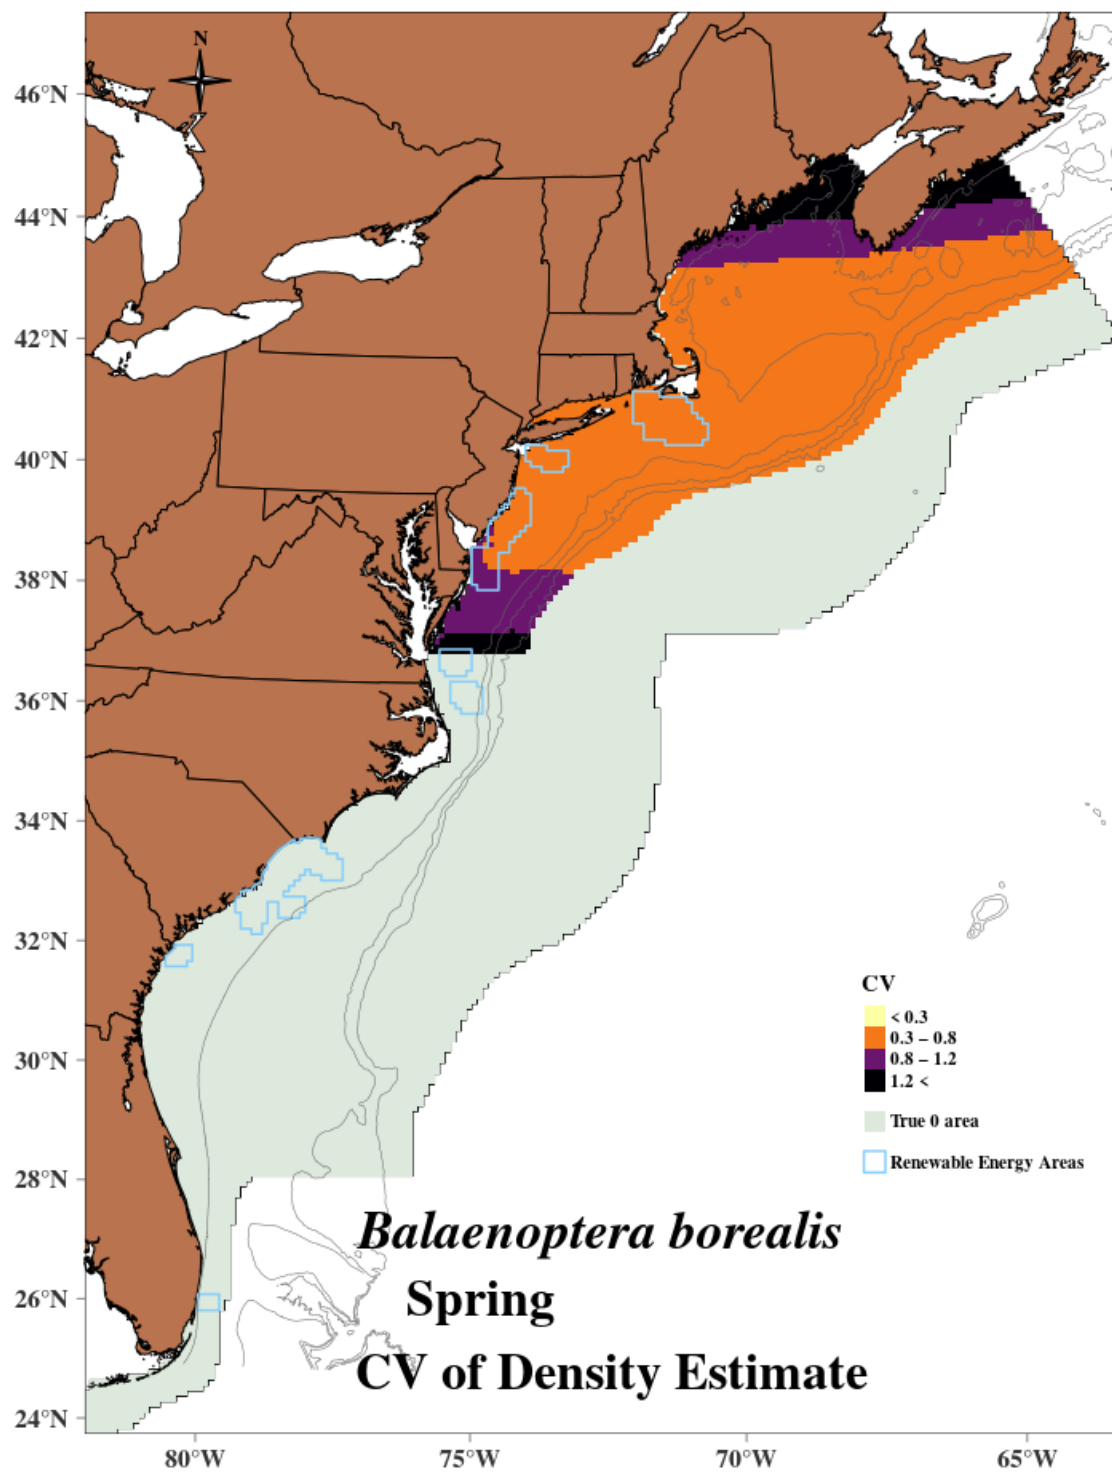 N
46°N
44°N
42°N
40°N
38°N
36°N
34°N
32°N
30°N
28°N
26°N
24°N
CV
< 0.3
0.3 – 0.8
0.8 – 1.2
1.2 <
True 0 area
Renewable Energy Areas
Balaenoptera borealis
Spring
CV of Density Estimate
80°W
75°W
70°W
65°W